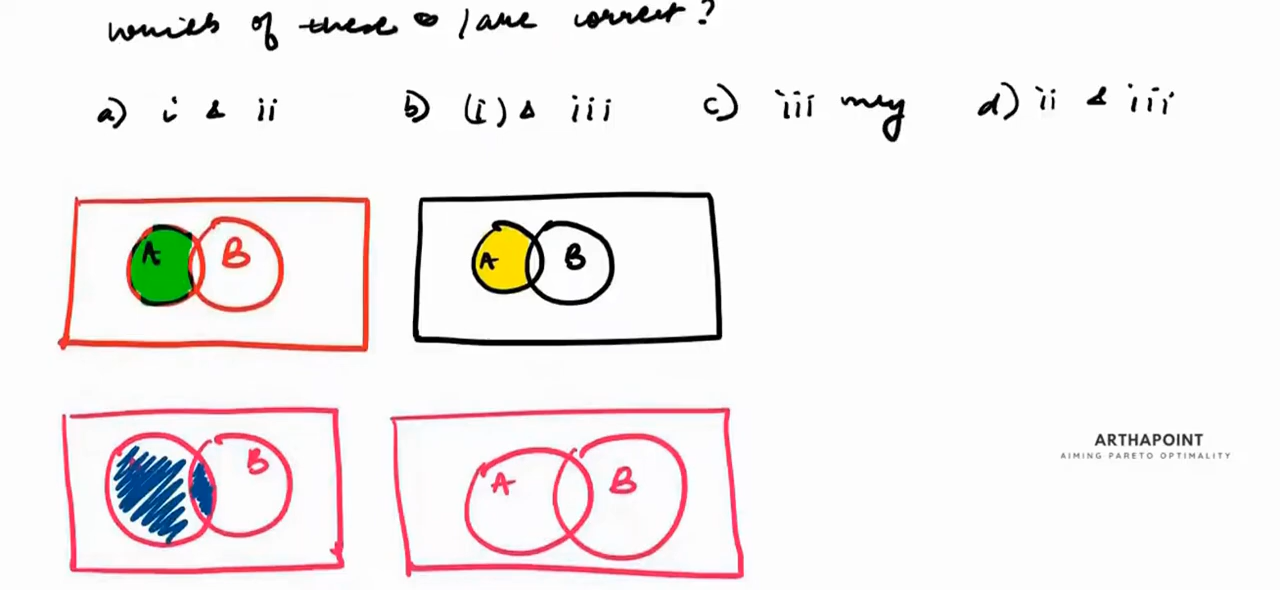 which of these is/are correct?
a) i & ii b) (i) & iii c) iii only d) ii & iii
A B
A B
B
A B
ARTHAPOINT
AIMING PARETO OPTIMALITY